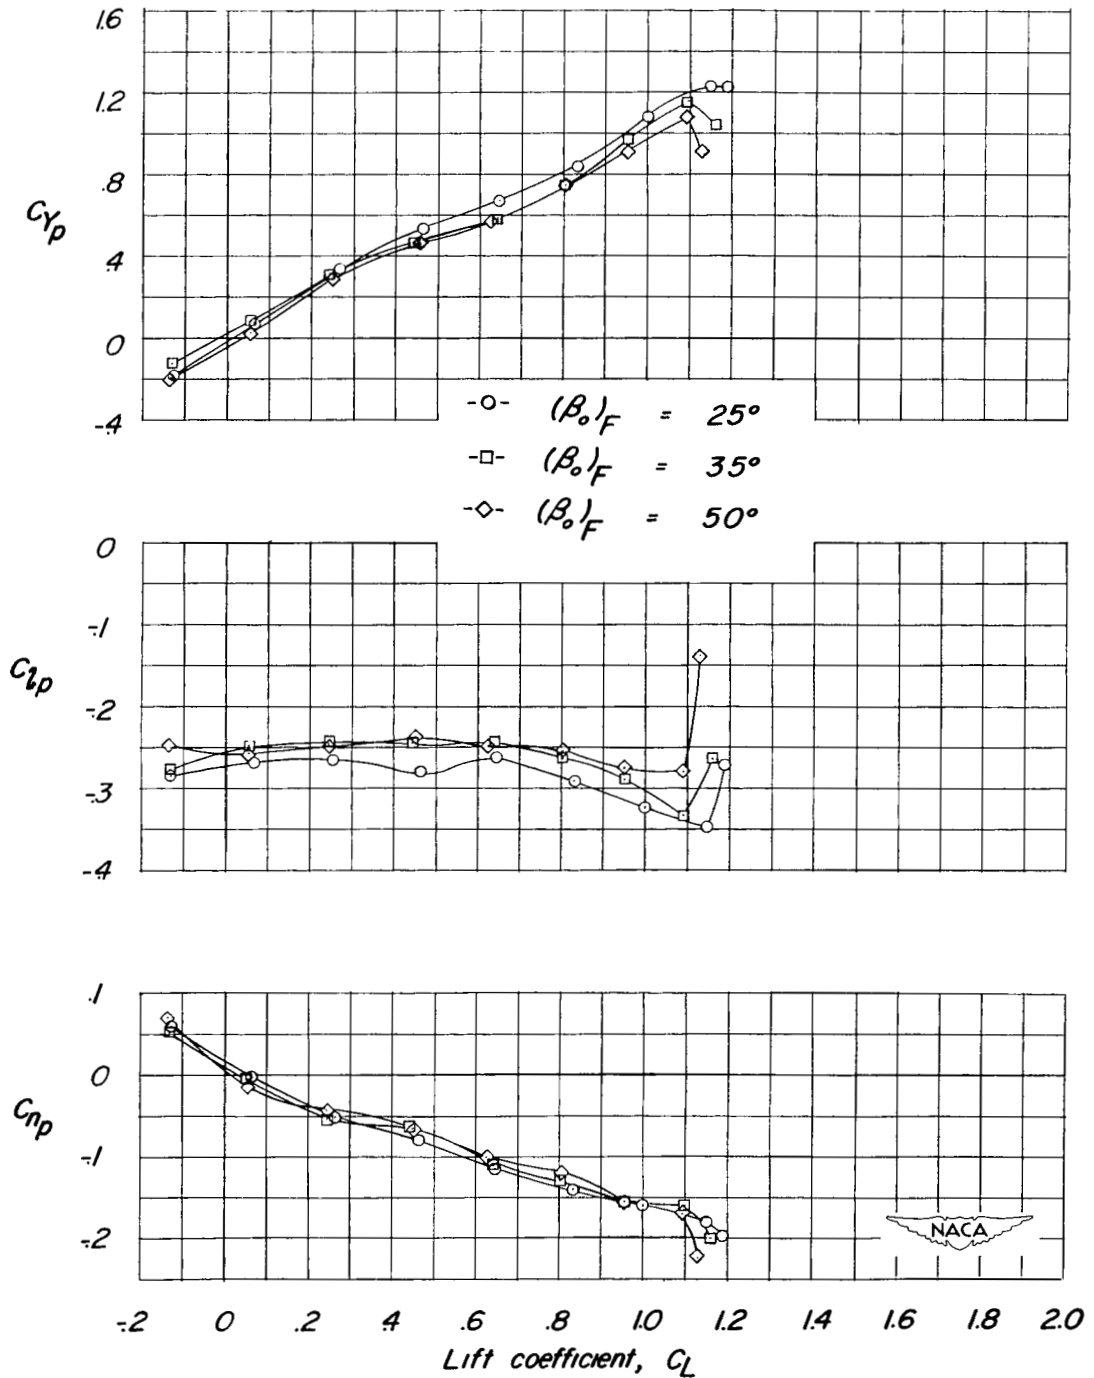 1.6
1.2
.8
.4
0
-.4
CYp
-○- (β₀)F = 25°
-□- (β₀)F = 35°
-◇- (β₀)F = 50°
0
-.1
-.2
-.3
-.4
Clp
.1
0
-.1
-.2
Cnp
NACA
-.2 0 .2 .4 .6 .8 1.0 1.2 1.4 1.6 1.8 2.0
Lift coefficient, CL